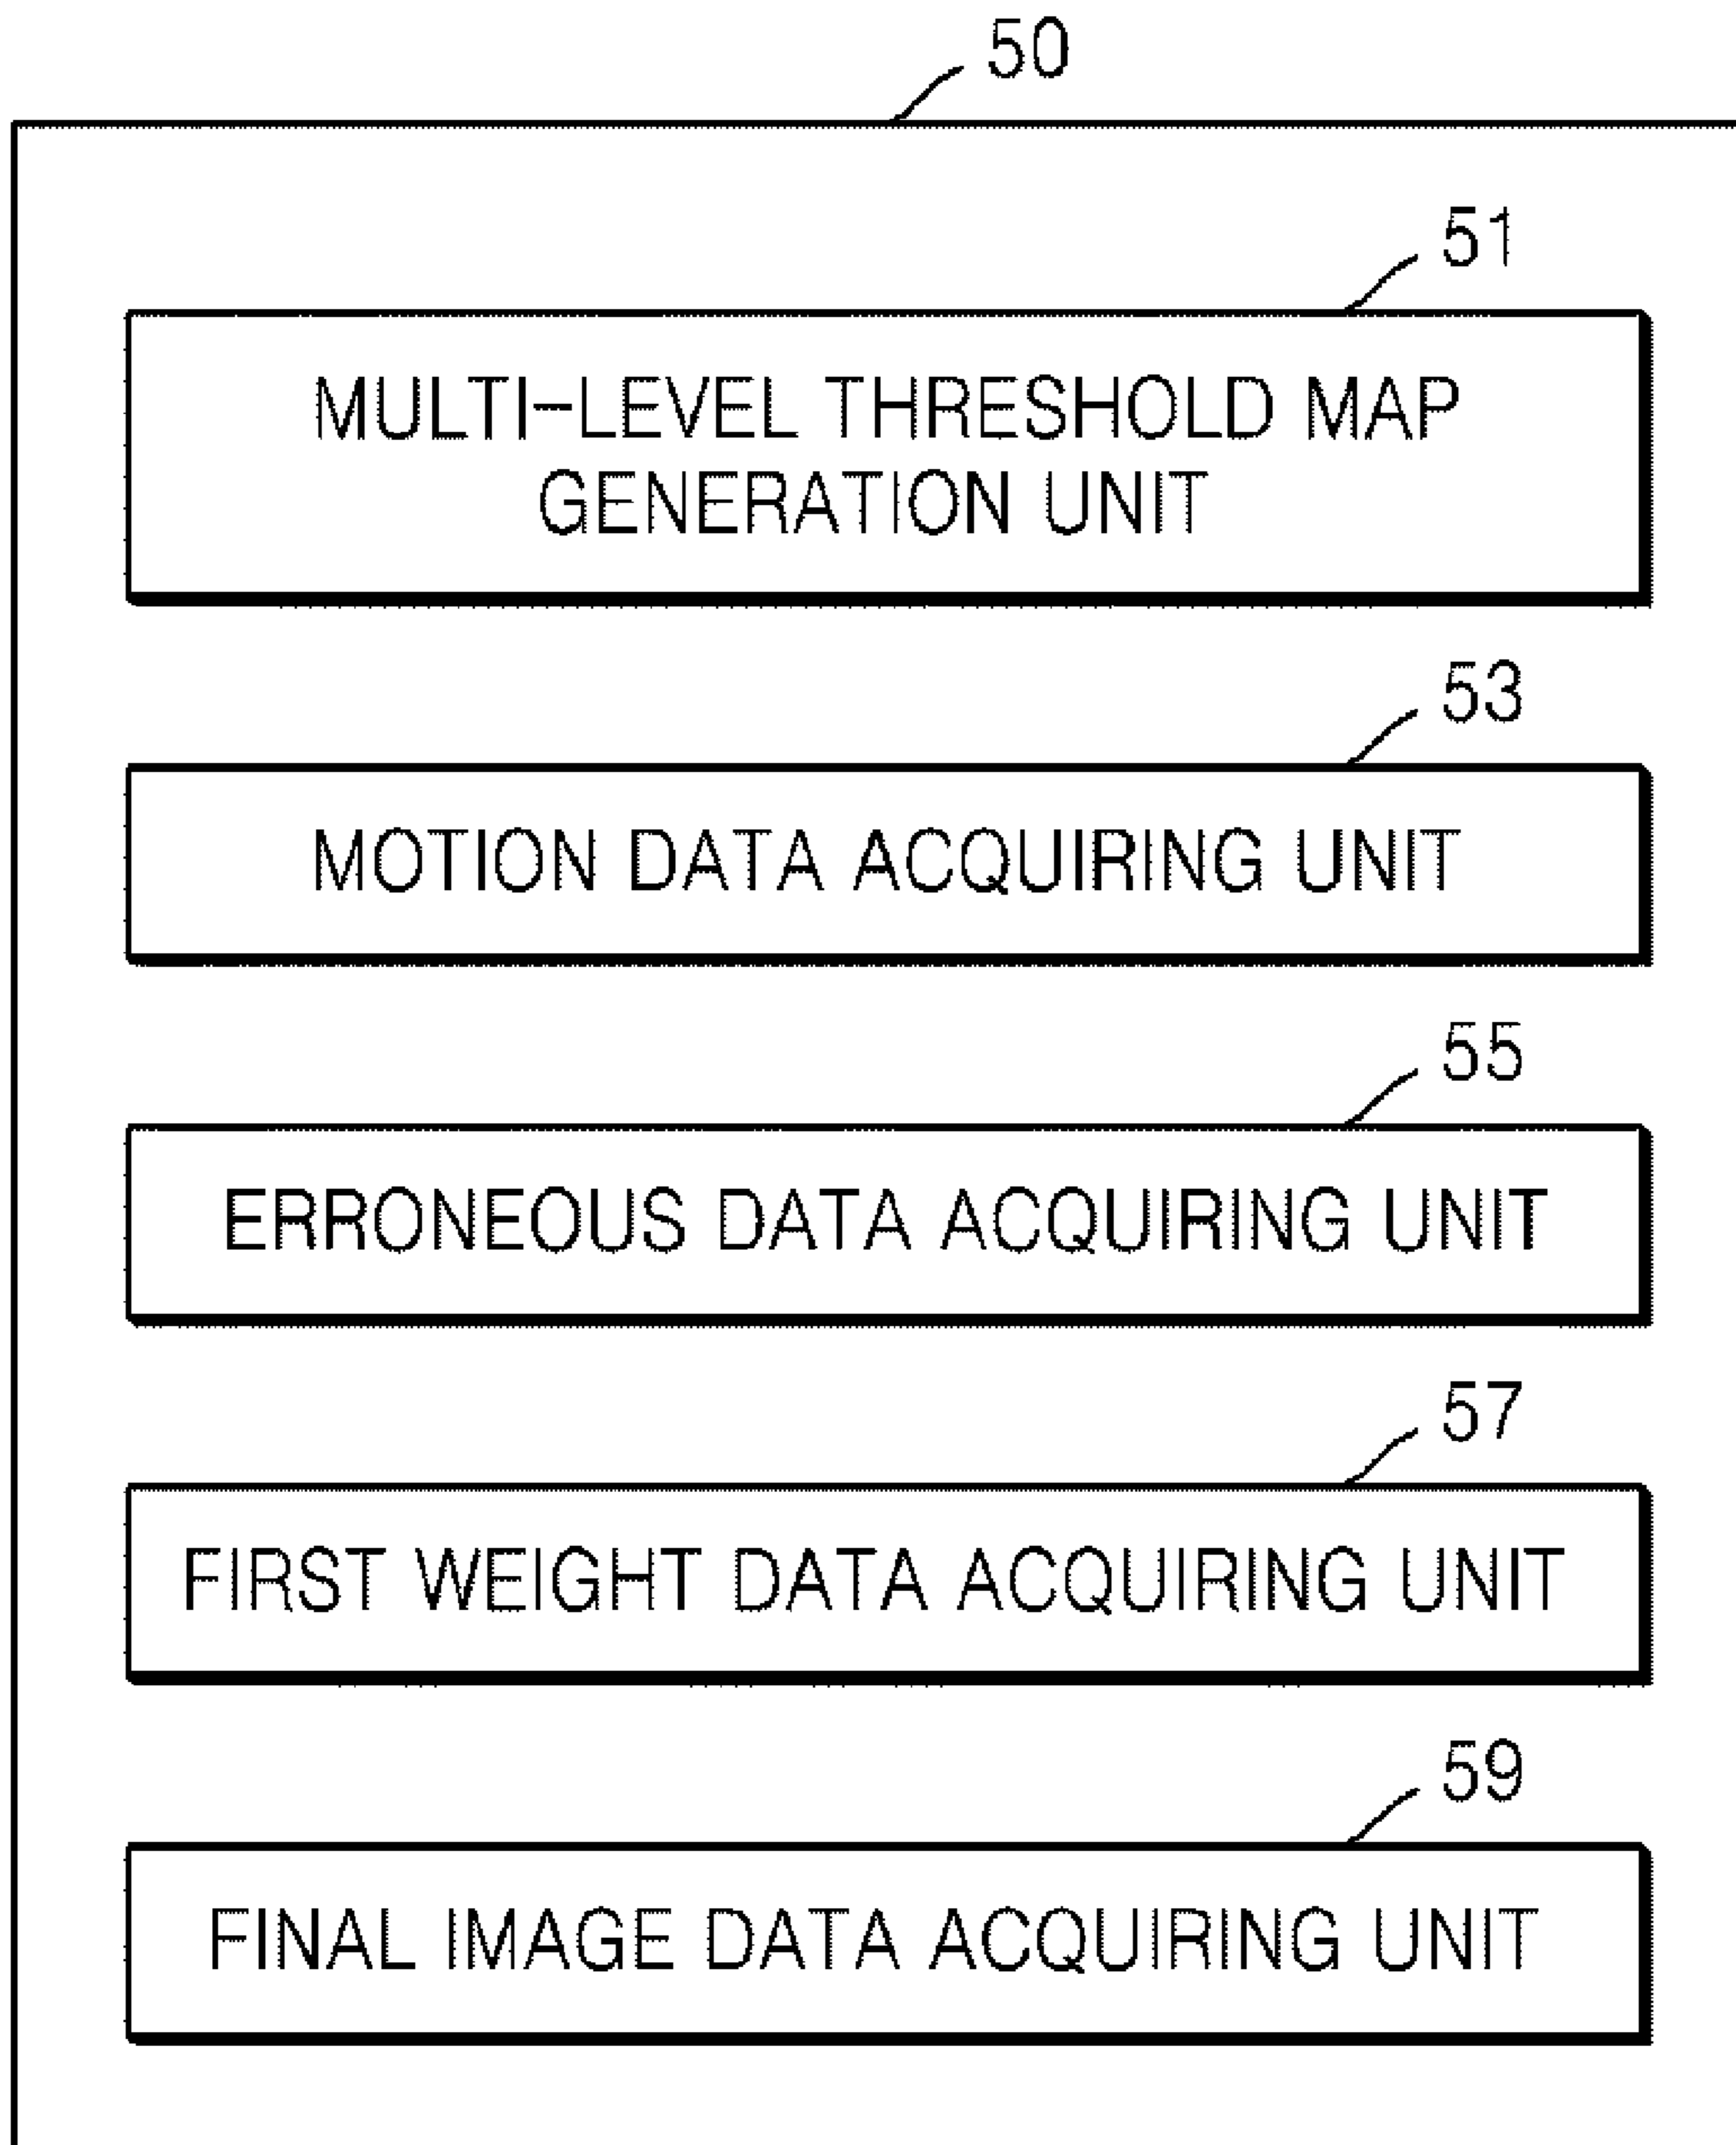 50
51
MULTI-LEVEL THRESHOLD MAP
GENERATION UNIT
53
MOTION DATA ACQUIRING UNIT
55
ERRONEOUS DATA ACQUIRING UNIT
57
FIRST WEIGHT DATA ACQUIRING UNIT
59
FINAL IMAGE DATA ACQUIRING UNIT